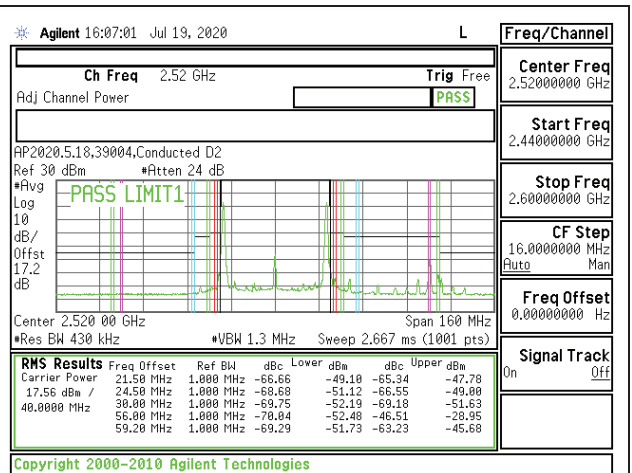 Agilent 16:07:01 Jul 19, 2020 L
Ch Freq 2.52 GHz Trig Free
Adj Channel Power PASS
AP2020.5.18,39004,Conducted D2
Ref 30 dBm #Atten 24 dB
#Avg
Log
10
dB/
Offst
17.2
dB
PASS LIMIT1
Center 2.520 00 GHz Span 160 MHz
#Res BW 430 kHz #VBW 1.3 MHz Sweep 2.667 ms (1001 pts)
RMS Results Freq Offset Ref BW dBc Lower dBm dBc Upper dBm
Carrier Power 21.50 MHz 1.000 MHz -66.66 -49.10 -65.34 -47.78
17.56 dBm / 24.50 MHz 1.000 MHz -68.68 -51.12 -66.55 -49.00
40.0000 MHz 30.00 MHz 1.000 MHz -69.75 -52.19 -69.18 -51.63
56.00 MHz 1.000 MHz -70.04 -52.48 -46.51 -28.95
59.20 MHz 1.000 MHz -69.29 -51.73 -63.23 -45.68
Copyright 2000-2010 Agilent Technologies
Freq/Channel
Center Freq
2.52000000 GHz
Start Freq
2.44000000 GHz
Stop Freq
2.60000000 GHz
CF Step
16.0000000 MHz
Auto Man
Freq Offset
0.00000000 Hz
Signal Track
On Off